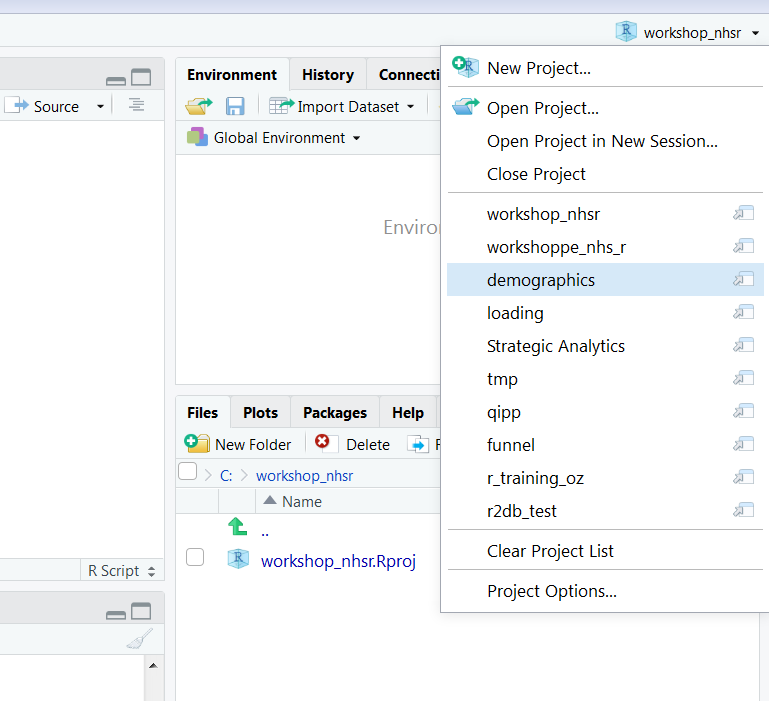 workshop_nhsr
Source
Environment History Connecti
Import Dataset
Global Environment
Enviro
New Project...
Open Project...
Open Project in New Session...
Close Project
workshop_nhsr
workshoppe_nhs_r
demographics
loading
Strategic Analytics
tmp
qipp
funnel
r_training_oz
r2db_test
Clear Project List
Project Options...
Files Plots Packages Help
New Folder Delete
C: workshop_nhsr
Name
..
workshop_nhsr.Rproj
R Script